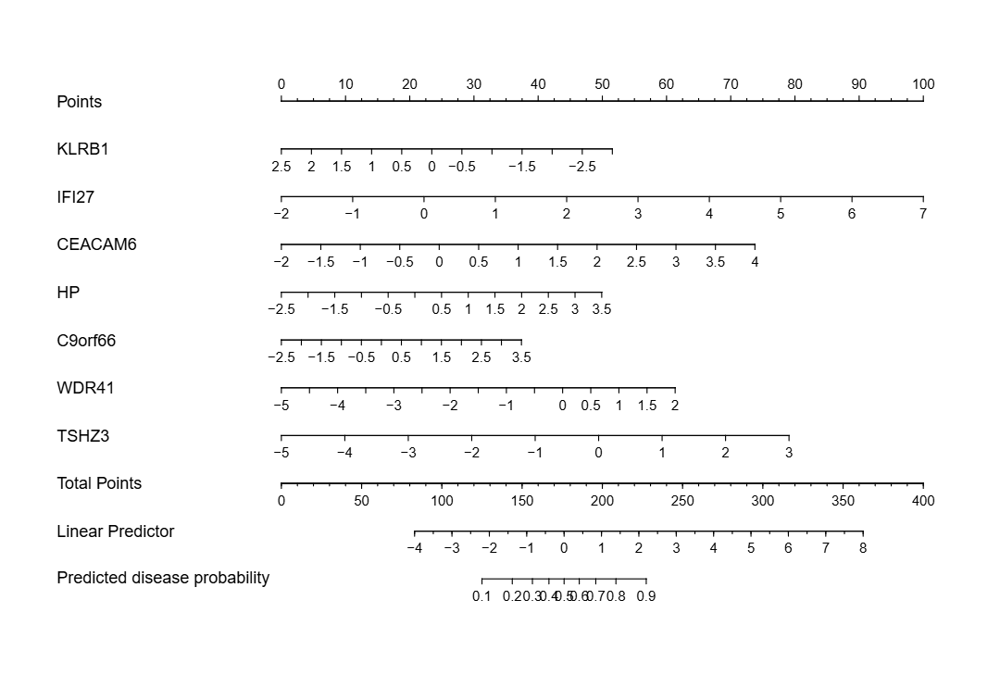 0 10 20 30 40 50 60 70 80 90 100
Points
KLRB1
2.5 2 1.5 1 0.5 0 −0.5 −1.5 −2.5
IFI27
−2 −1 0 1 2 3 4 5 6 7
CEACAM6
−2 −1.5 −1 −0.5 0 0.5 1 1.5 2 2.5 3 3.5 4
HP
−2.5 −1.5 −0.5 0.5 1 1.5 2 2.5 3 3.5
C9orf66
−2.5 −1.5 −0.5 0.5 1.5 2.5 3.5
WDR41
−5 −4 −3 −2 −1 0 0.5 1 1.5 2
TSHZ3
−5 −4 −3 −2 −1 0 1 2 3
Total Points
0 50 100 150 200 250 300 350 400
Linear Predictor
−4 −3 −2 −1 0 1 2 3 4 5 6 7 8
Predicted disease probability
0.1 0.2 0.3 0.4 0.5 0.6 0.7 0.8 0.9